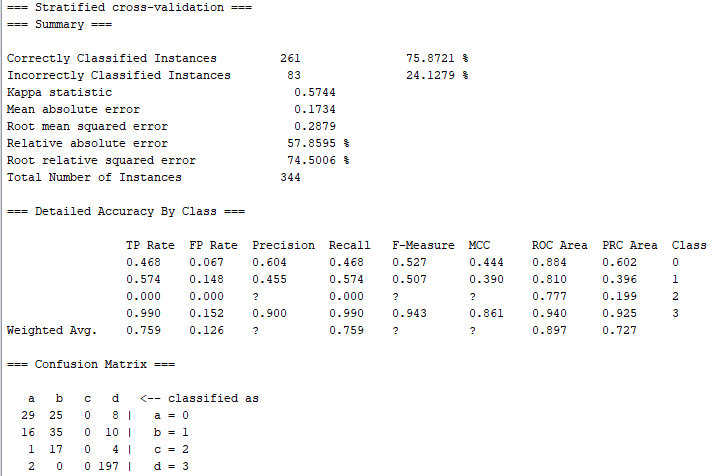 === Stratified cross-validation ===
=== Summary ===
Correctly Classified Instances 261 75.8721 %
Incorrectly Classified Instances 83 24.1279 %
Kappa statistic 0.5744
Mean absolute error 0.1734
Root mean squared error 0.2879
Relative absolute error 57.8595 %
Root relative squared error 74.5006 %
Total Number of Instances 344
=== Detailed Accuracy By Class ===
TP Rate FP Rate Precision Recall F-Measure MCC ROC Area PRC Area Class
0.468 0.067 0.604 0.468 0.527 0.444 0.884 0.602 0
0.574 0.148 0.455 0.574 0.507 0.390 0.810 0.396 1
0.000 0.000 ? 0.000 ? ? 0.777 0.199 2
0.990 0.152 0.900 0.990 0.943 0.861 0.940 0.925 3
Weighted Avg. 0.759 0.126 ? 0.759 ? ? 0.897 0.727
=== Confusion Matrix ===
a b c d <-- classified as
29 25 0 8 | a = 0
16 35 0 10 | b = 1
1 17 0 4 | c = 2
2 0 0 197 | d = 3